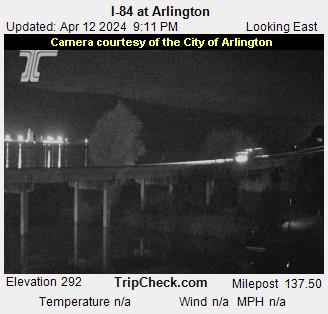 I-84 at Arlington
Updated: Apr 12 2024 9:11 PM Looking East
Camera courtesy of the City of Arlington
Elevation 292 TripCheck.com Milepost 137.50
Temperature n/a Wind n/a MPH n/a